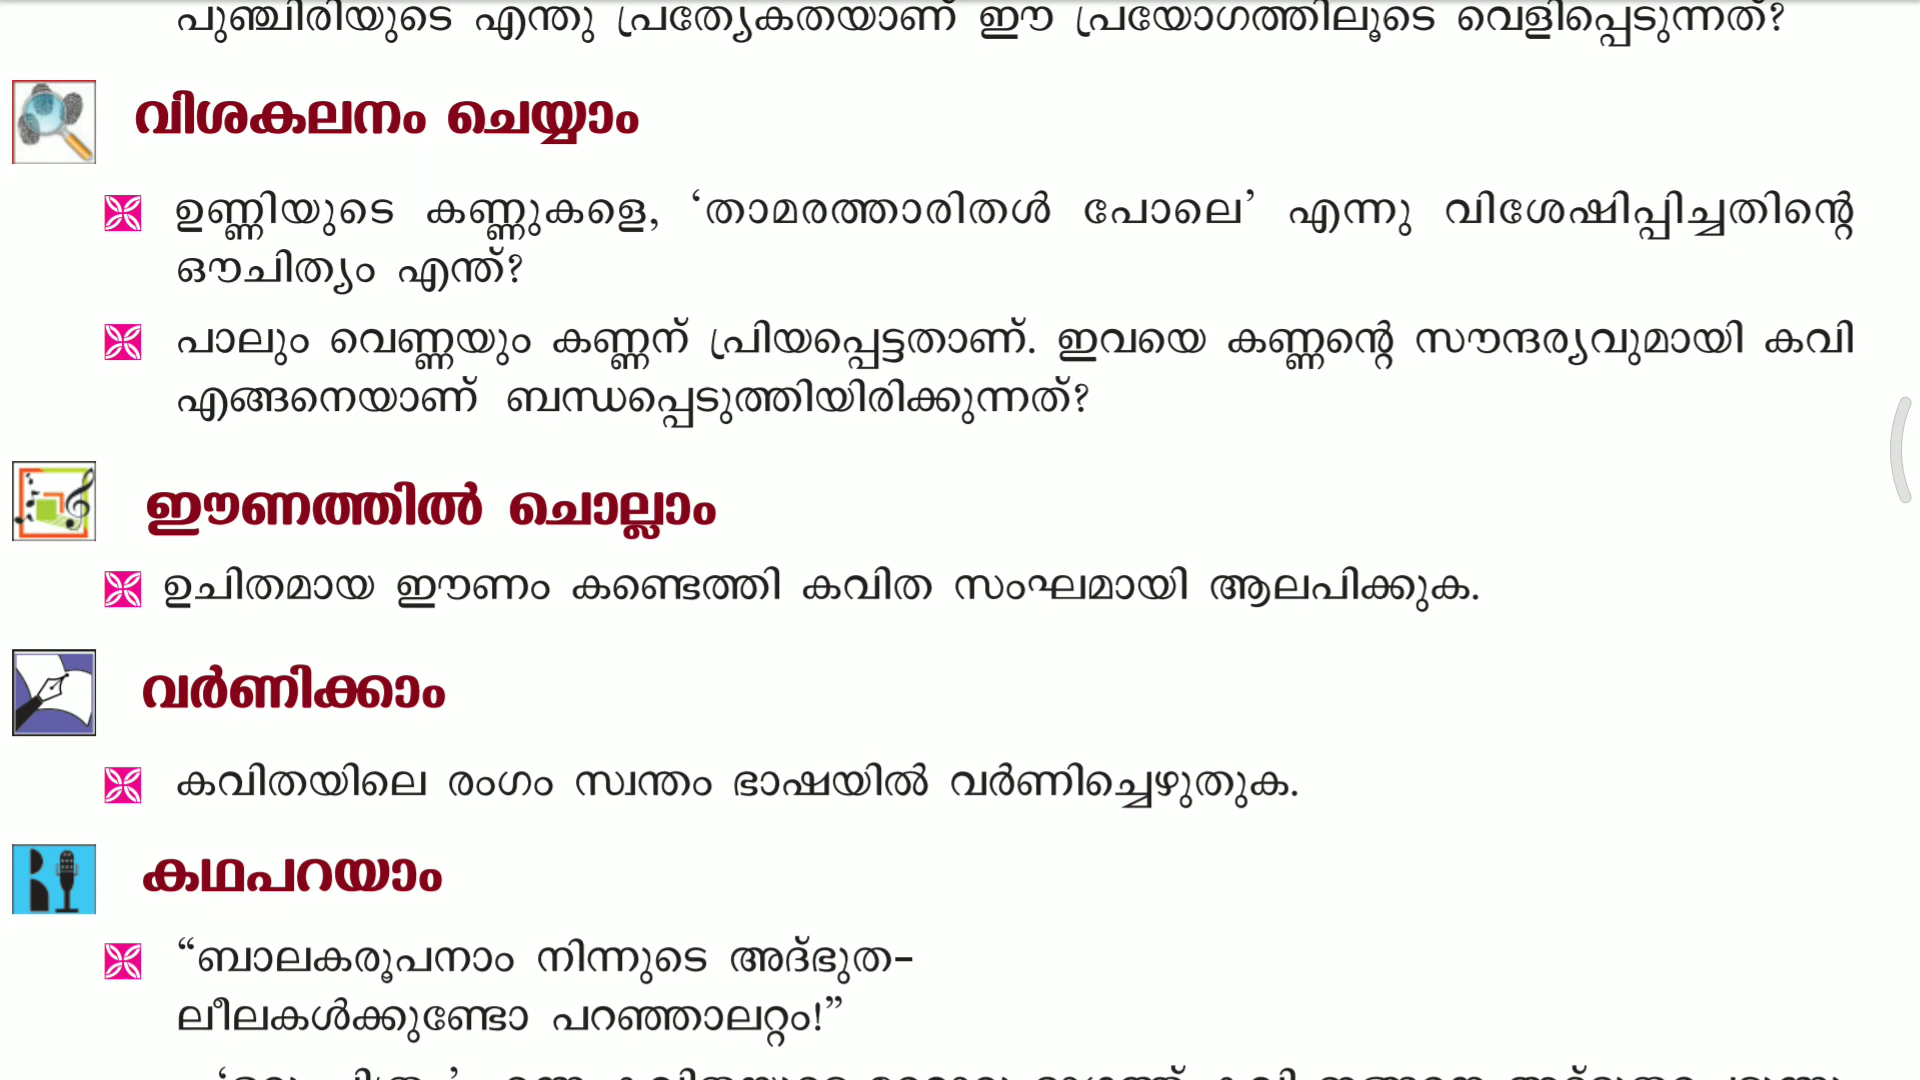 പുഞ്ചിരിയുടെ എന്തു പ്രത്യേകതയാണ് ഈ പ്രയോഗത്തിലൂടെ വെളിപ്പെടുന്നത്?
വിശകലനം ചെയ്യാം
ഉണ്ണിയുടെ കണ്ണുകളെ, ‘താമരത്താരിതൾ പോലെ’ എന്നു വിശേഷിപ്പിച്ചതിന്റെ
ഔചിത്യം എന്ത്?
പാലും വെണ്ണയും കണ്ണന് പ്രിയപ്പെട്ടതാണ്. ഇവയെ കണ്ണന്റെ സൗന്ദര്യവുമായി കവി
എങ്ങനെയാണ് ബന്ധപ്പെടുത്തിയിരിക്കുന്നത്?
ഈണത്തിൽ ചൊല്ലാം
ഉചിതമായ ഈണം കണ്ടെത്തി കവിത സംഘമായി ആലപിക്കുക.
വർണിക്കാം
കവിതയിലെ രംഗം സ്വന്തം ഭാഷയിൽ വർണിച്ചെഴുതുക.
കഥപറയാം
“ബാലകരൂപനാം നിന്നുടെ അദ്ഭുത-
ലീലകൾക്കുണ്ടോ പറഞ്ഞാലറ്റം!”